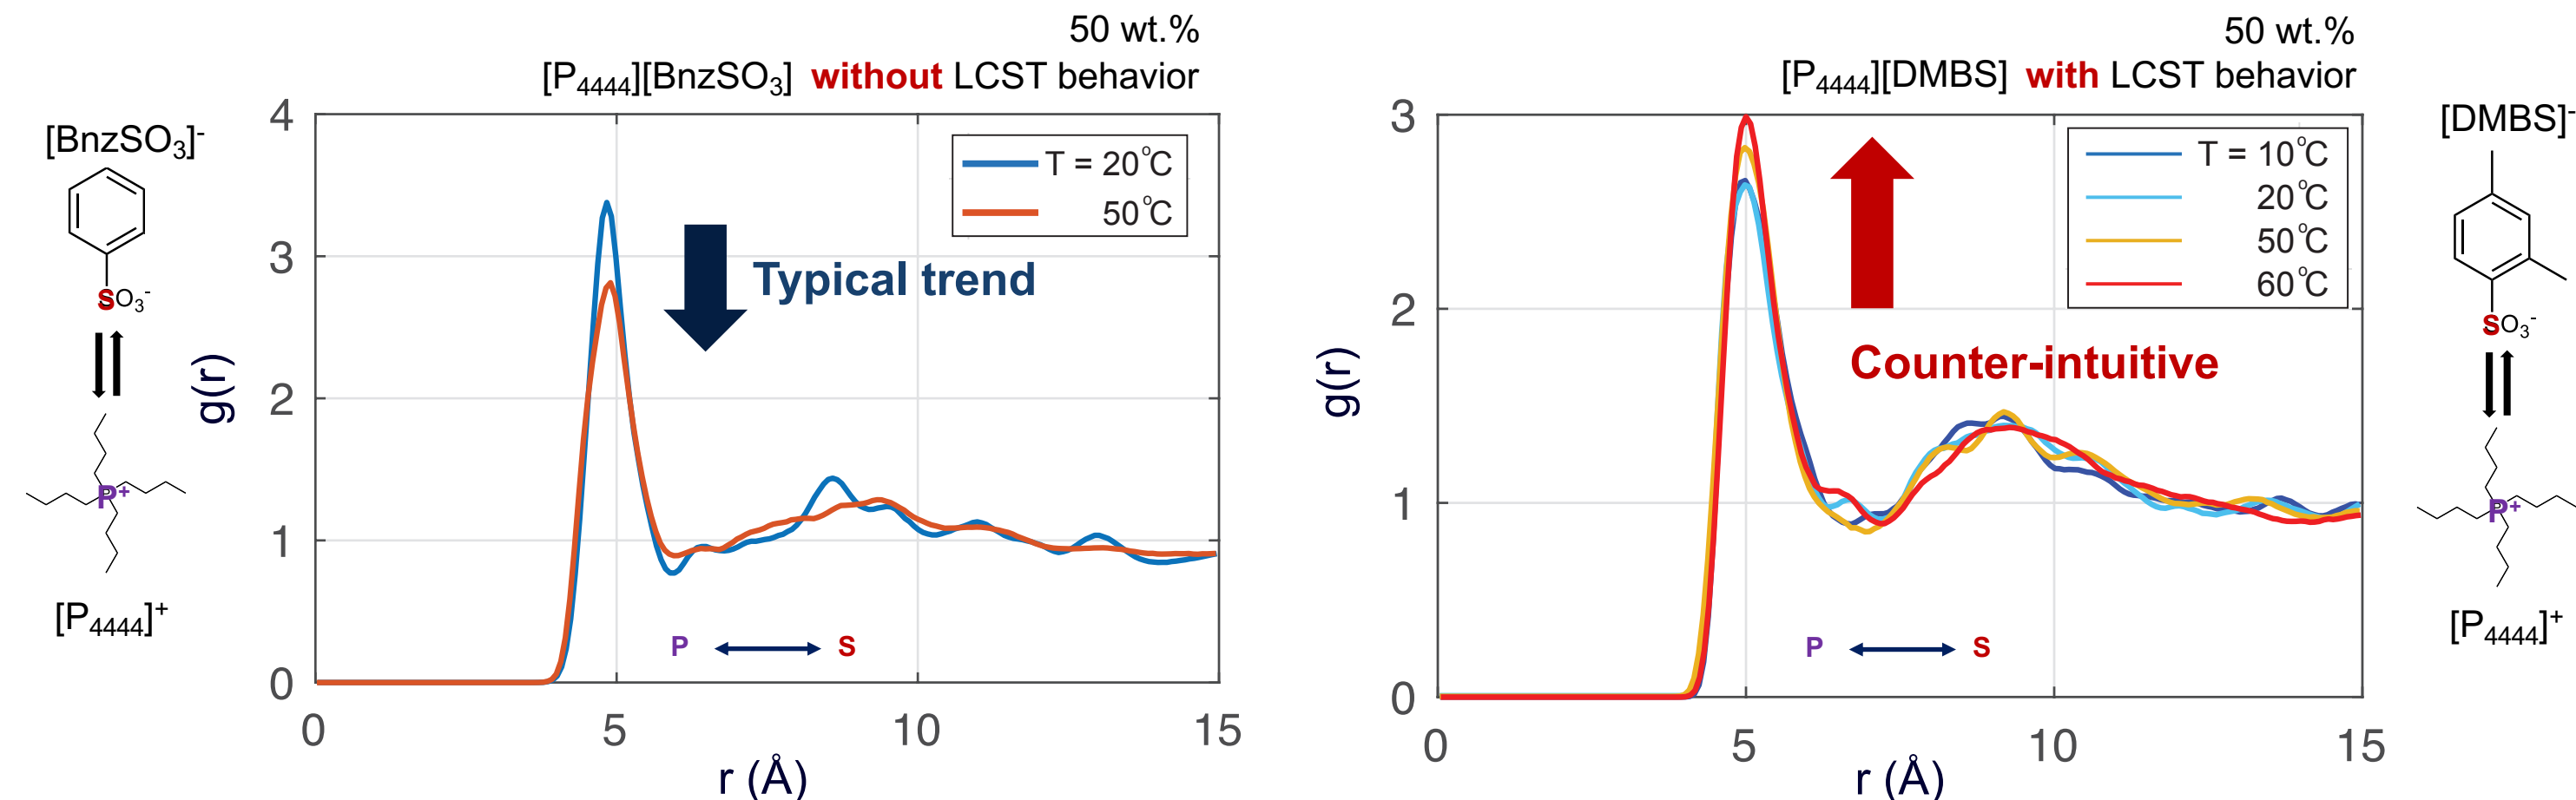 50 wt.%
[P₄₄₄₄][BnzSO₃] without LCST behavior
[BnzSO₃]⁻
SO₃⁻
P⁺
[P₄₄₄₄]⁺
g(r)
4
3
2
1
0
T = 20°C
50°C
Typical trend
P S
0 5 10 15
r (Å)
50 wt.%
[P₄₄₄₄][DMBS] with LCST behavior
g(r)
3
2
1
0
T = 10°C
20°C
50°C
60°C
Counter-intuitive
P S
0 5 10 15
r (Å)
[DMBS]⁻
SO₃⁻
P⁺
[P₄₄₄₄]⁺